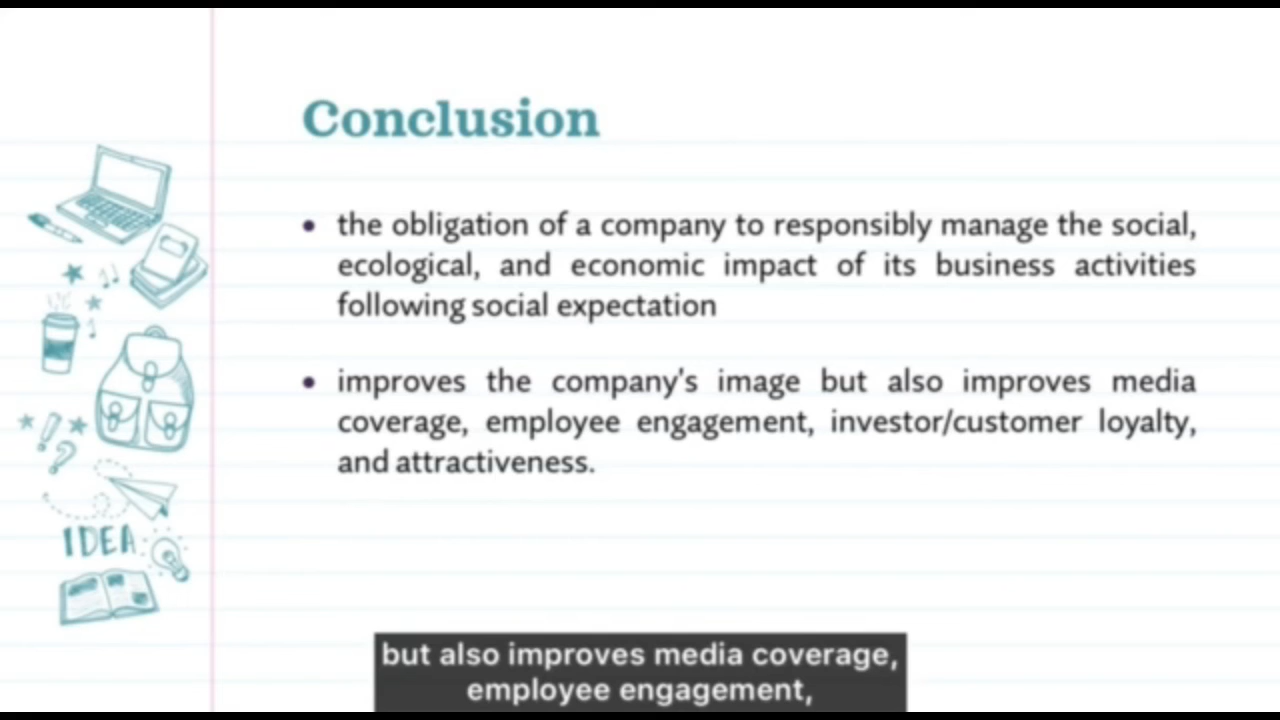 Conclusion
• the obligation of a company to responsibly manage the social,
ecological, and economic impact of its business activities
following social expectation
• improves the company's image but also improves media
coverage, employee engagement, investor/customer loyalty,
and attractiveness.
!
?
IDEA
but also improves media coverage,
employee engagement,